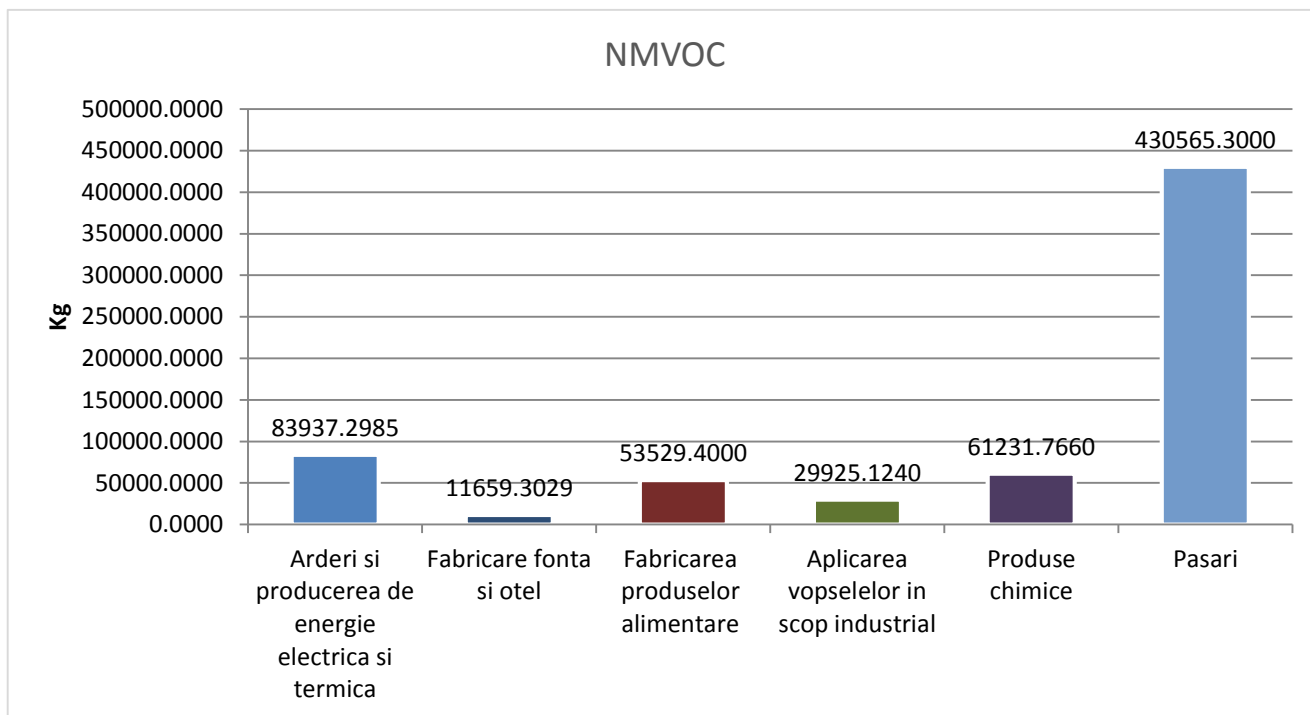 NMVOC
500000.0000
450000.0000
400000.0000
350000.0000
300000.0000
250000.0000
200000.0000
150000.0000
100000.0000
50000.0000
0.0000
Kg
83937.2985
11659.3029
53529.4000
29925.1240
61231.7660
430565.3000
Arderi si
producerea de
energie
electrica si
termica
Fabricare fonta
si otel
Fabricarea
produselor
alimentare
Aplicarea
vopselelor in
scop industrial
Produse
chimice
Pasari